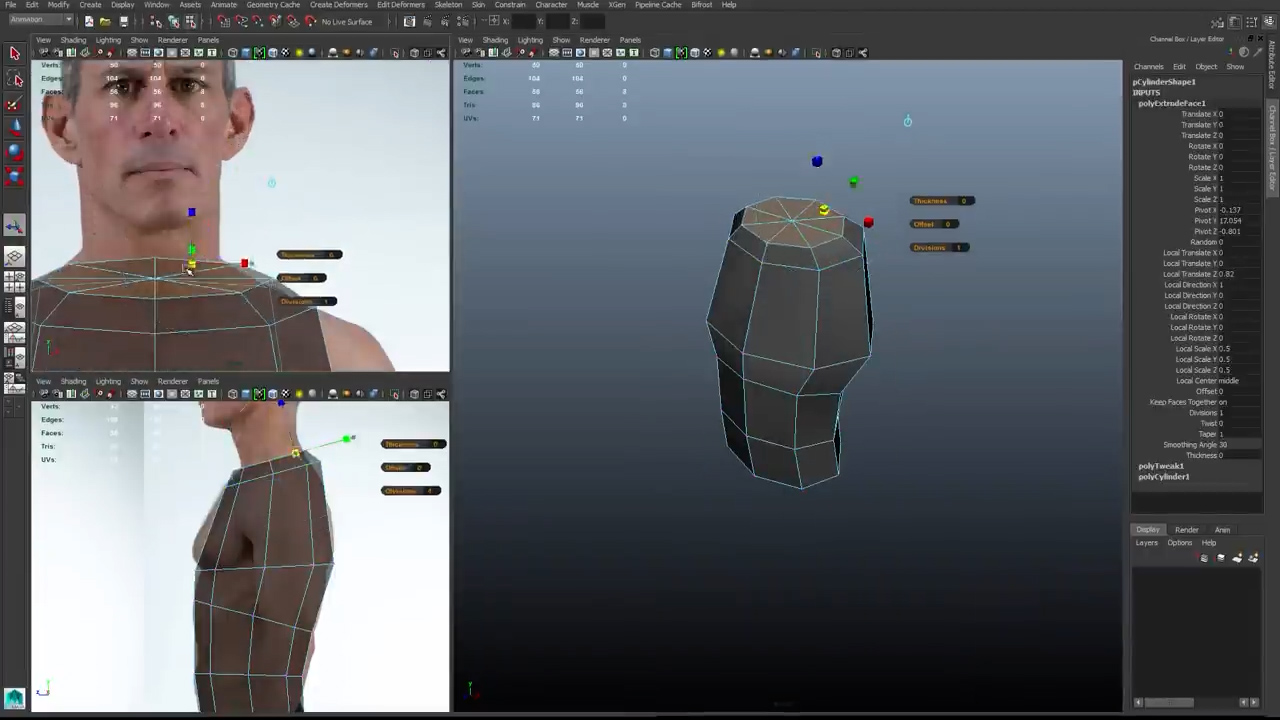 File Edit Modify Create Display Window Assets Animate Geometry Cache Create Deformers Edit Deformers Skeleton Skin Constrain Character Muscle XGen Pipeline Cache Bifrost Help
Animation
No Live Surface
X:
Y:
Z:
Channel Box / Layer Editor
View Shading Lighting Show Renderer Panels
View Shading Lighting Show Renderer Panels
Channels Edit Object Show
Verts: 50 50 0
Edges: 104 104 0
Faces: 56 56 8
Tris: 96 96 0
UVs: 71 71 0
Verts: 50 50 0
Edges: 104 104 0
Faces: 56 56 8
Tris: 96 96 0
UVs: 71 71 0
Thickness 0
Offset 0
Divisions 1
Thickness 0
Offset 0
Divisions 1
View Shading Lighting Show Renderer Panels
Verts:
Edges:
Faces:
Tris:
UVs:
Thickness 0
Offset 0
Divisions
pCylinderShape1
INPUTS
polyExtrudeFace1
Translate X 0
Translate Y 0
Translate Z 0
Rotate X 0
Rotate Y 0
Rotate Z 0
Scale X 1
Scale Y 1
Scale Z 1
Pivot X -0.137
Pivot Y 17.054
Pivot Z -0.801
Random 0
Local Translate X 0
Local Translate Y 0
Local Translate Z 0.82
Local Direction X 1
Local Direction Y 0
Local Direction Z 0
Local Rotate X 0
Local Rotate Y 0
Local Rotate Z 0
Local Scale X 0.5
Local Scale Y 0.5
Local Scale Z 0.5
Local Center middle
Offset 0
Keep Faces Together on
Divisions 1
Twist 0
Taper 1
Smoothing Angle 30
Thickness 0
polyTweak1
polyCylinder1
Display Render Anim
Layers Options Help
Attribute Editor
Channel Box / Layer Editor